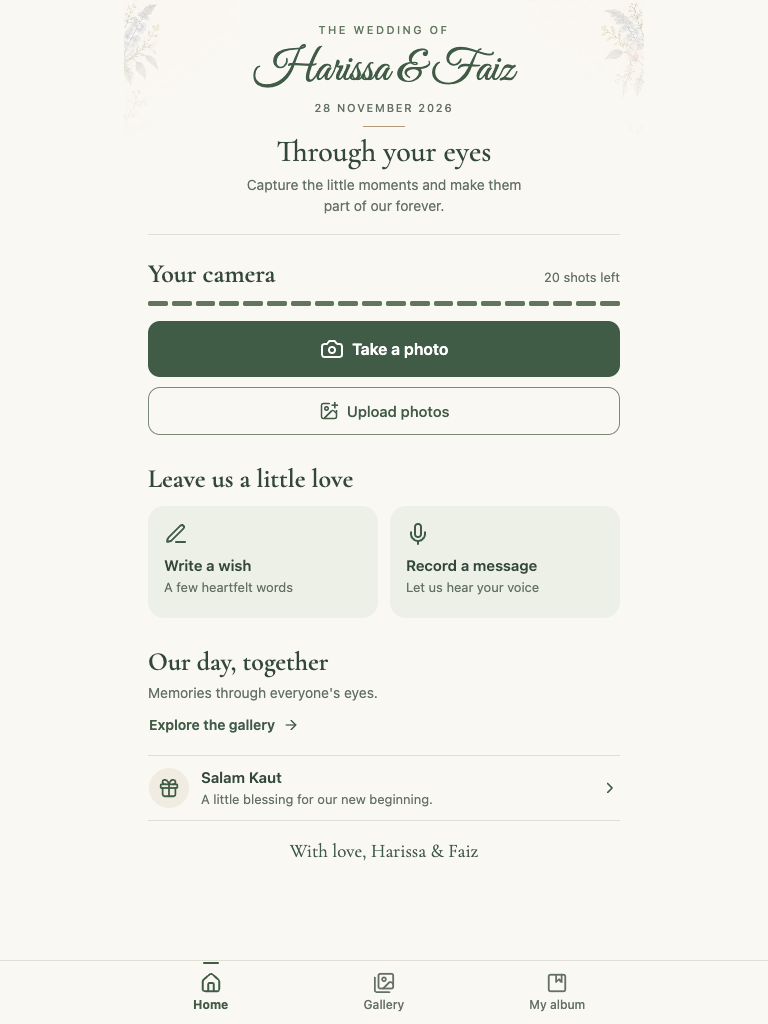 THE WEDDING OF
Harissa & Faiz
28 NOVEMBER 2026
Through your eyes
Capture the little moments and make them
part of our forever.
Your camera
20 shots left
Take a photo
Upload photos
Leave us a little love
Write a wish
A few heartfelt words
Record a message
Let us hear your voice
Our day, together
Memories through everyone's eyes.
Explore the gallery
Salam Kaut
A little blessing for our new beginning.
With love, Harissa & Faiz
Home
Gallery
My album